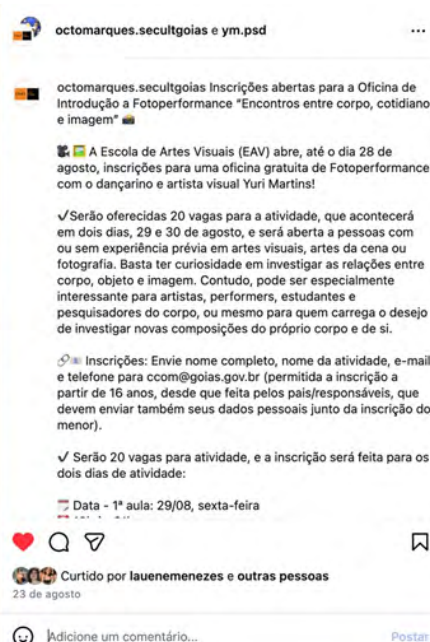 octomarques.secultgoias e ym.psd
octomarques.secultgoias Inscrições abertas para a Oficina de
Introdução a Fotoperformance "Encontros entre corpo, cotidiano
e imagem" 📸
🎥🖼️ A Escola de Artes Visuais (EAV) abre, até o dia 28 de
agosto, inscrições para uma oficina gratuita de Fotoperformance
com o dançarino e artista visual Yuri Martins!
✓Serão oferecidas 20 vagas para a atividade, que acontecerá
em dois dias, 29 e 30 de agosto, e será aberta a pessoas com
ou sem experiência prévia em artes visuais, artes da cena ou
fotografia. Basta ter curiosidade em investigar as relações entre
corpo, objeto e imagem. Contudo, pode ser especialmente
interessante para artistas, performers, estudantes e
pesquisadores do corpo, ou mesmo para quem carrega o desejo
de investigar novas composições do próprio corpo e de si.
Inscrições: Envie nome completo, nome da atividade, e-mail
e telefone para ccom@goias.gov.br (permitida a inscrição a
partir de 16 anos, desde que feita pelos pais/responsáveis, que
devem enviar também seus dados pessoais junto da inscrição do
menor).
✓ Serão 20 vagas para atividade, e a inscrição será feita para os
dois dias de atividade:
Data - 1ª aula: 29/08, sexta-feira
Curtido por lauenemenezes e outras pessoas
23 de agosto
Adicione um comentário... Postar